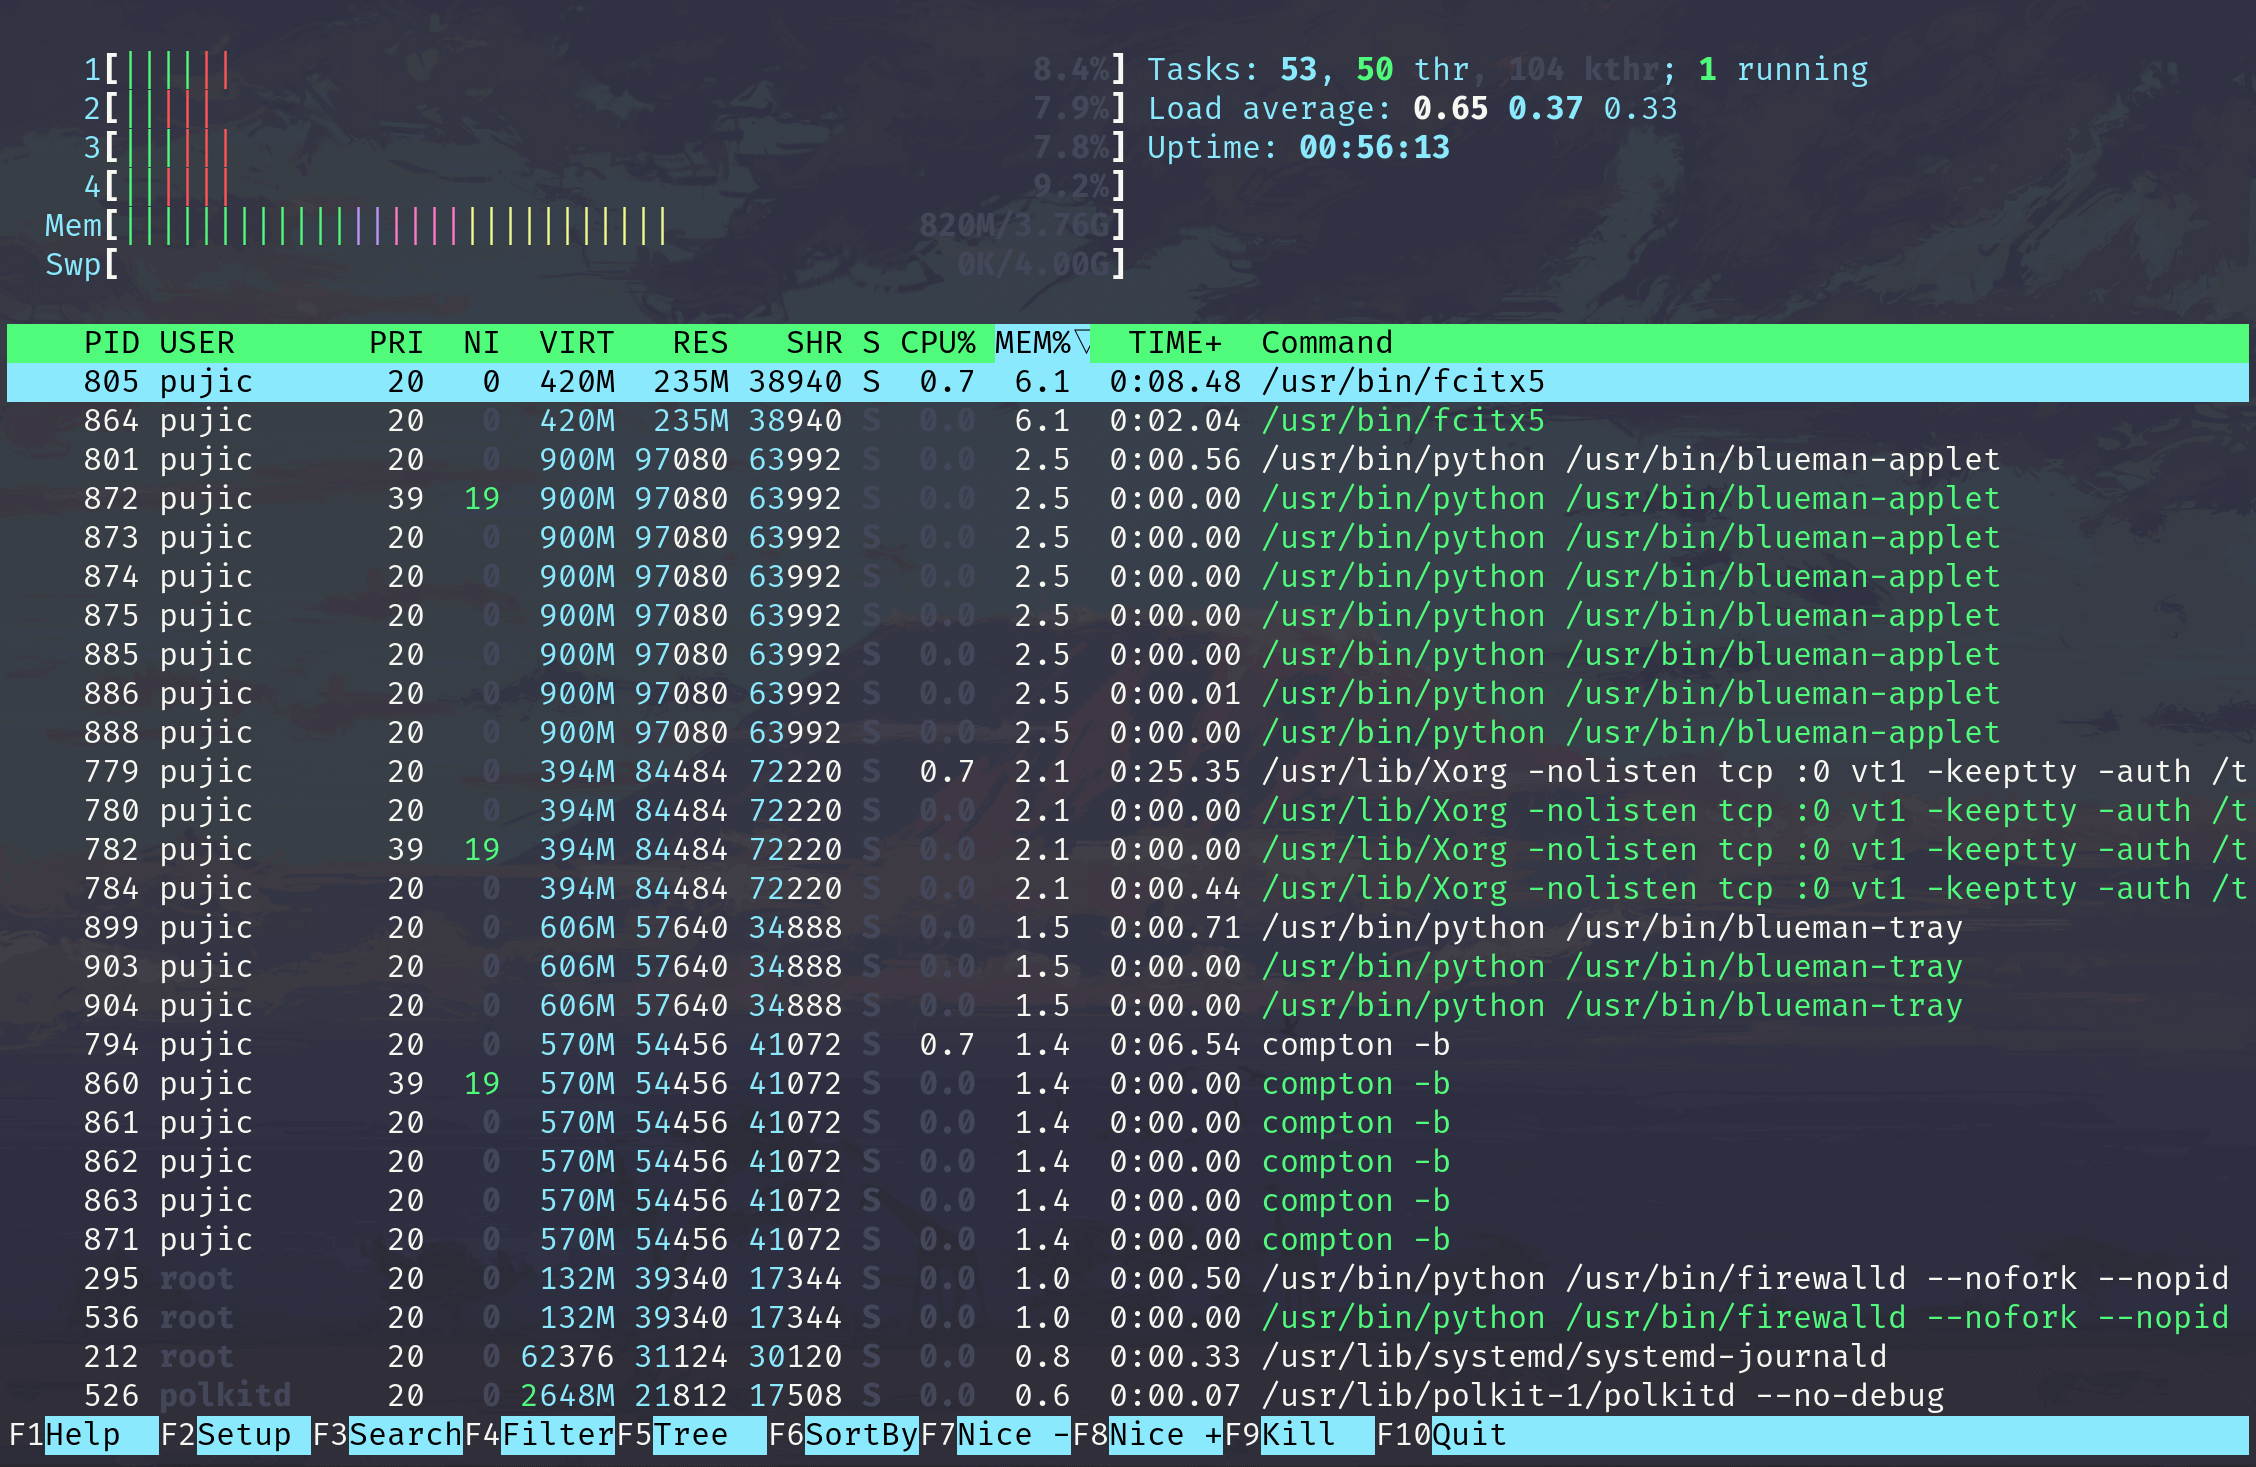 1[|||||| 8.4%] Tasks: 53, 50 thr, 104 kthr; 1 running
2[||||| 7.9%] Load average: 0.65 0.37 0.33
3[|||||| 7.8%] Uptime: 00:56:13
4[|||||| 9.2%]
Mem[||||||||||||||||||||||||||||| 820M/3.76G]
Swp[ 0K/4.00G]
PID USER PRI NI VIRT RES SHR S CPU% MEM%▽ TIME+ Command
805 pujic 20 0 420M 235M 38940 S 0.7 6.1 0:08.48 /usr/bin/fcitx5
864 pujic 20 0 420M 235M 38940 S 0.0 6.1 0:02.04 /usr/bin/fcitx5
801 pujic 20 0 900M 97080 63992 S 0.0 2.5 0:00.56 /usr/bin/python /usr/bin/blueman-applet
872 pujic 39 19 900M 97080 63992 S 0.0 2.5 0:00.00 /usr/bin/python /usr/bin/blueman-applet
873 pujic 20 0 900M 97080 63992 S 0.0 2.5 0:00.00 /usr/bin/python /usr/bin/blueman-applet
874 pujic 20 0 900M 97080 63992 S 0.0 2.5 0:00.00 /usr/bin/python /usr/bin/blueman-applet
875 pujic 20 0 900M 97080 63992 S 0.0 2.5 0:00.00 /usr/bin/python /usr/bin/blueman-applet
885 pujic 20 0 900M 97080 63992 S 0.0 2.5 0:00.00 /usr/bin/python /usr/bin/blueman-applet
886 pujic 20 0 900M 97080 63992 S 0.0 2.5 0:00.01 /usr/bin/python /usr/bin/blueman-applet
888 pujic 20 0 900M 97080 63992 S 0.0 2.5 0:00.00 /usr/bin/python /usr/bin/blueman-applet
779 pujic 20 0 394M 84484 72220 S 0.7 2.1 0:25.35 /usr/lib/Xorg -nolisten tcp :0 vt1 -keeptty -auth /t
780 pujic 20 0 394M 84484 72220 S 0.0 2.1 0:00.00 /usr/lib/Xorg -nolisten tcp :0 vt1 -keeptty -auth /t
782 pujic 39 19 394M 84484 72220 S 0.0 2.1 0:00.00 /usr/lib/Xorg -nolisten tcp :0 vt1 -keeptty -auth /t
784 pujic 20 0 394M 84484 72220 S 0.0 2.1 0:00.44 /usr/lib/Xorg -nolisten tcp :0 vt1 -keeptty -auth /t
899 pujic 20 0 606M 57640 34888 S 0.0 1.5 0:00.71 /usr/bin/python /usr/bin/blueman-tray
903 pujic 20 0 606M 57640 34888 S 0.0 1.5 0:00.00 /usr/bin/python /usr/bin/blueman-tray
904 pujic 20 0 606M 57640 34888 S 0.0 1.5 0:00.00 /usr/bin/python /usr/bin/blueman-tray
794 pujic 20 0 570M 54456 41072 S 0.7 1.4 0:06.54 compton -b
860 pujic 39 19 570M 54456 41072 S 0.0 1.4 0:00.00 compton -b
861 pujic 20 0 570M 54456 41072 S 0.0 1.4 0:00.00 compton -b
862 pujic 20 0 570M 54456 41072 S 0.0 1.4 0:00.00 compton -b
863 pujic 20 0 570M 54456 41072 S 0.0 1.4 0:00.00 compton -b
871 pujic 20 0 570M 54456 41072 S 0.0 1.4 0:00.00 compton -b
295 root 20 0 132M 39340 17344 S 0.0 1.0 0:00.50 /usr/bin/python /usr/bin/firewalld --nofork --nopid
536 root 20 0 132M 39340 17344 S 0.0 1.0 0:00.00 /usr/bin/python /usr/bin/firewalld --nofork --nopid
212 root 20 0 62376 31124 30120 S 0.0 0.8 0:00.33 /usr/lib/systemd/systemd-journald
526 polkitd 20 0 2648M 21812 17508 S 0.0 0.6 0:00.07 /usr/lib/polkit-1/polkitd --no-debug
F1Help F2Setup F3SearchF4FilterF5Tree F6SortByF7Nice -F8Nice +F9Kill F10Quit